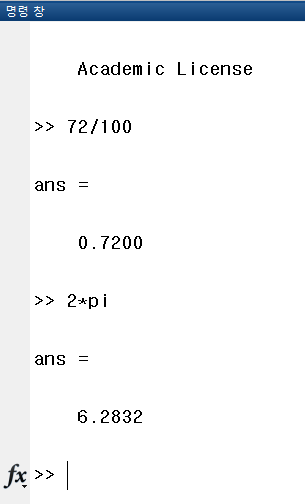 명령 창
Academic License
>> 72/100
ans =
0.7200
>> 2*pi
ans =
6.2832
fx >>